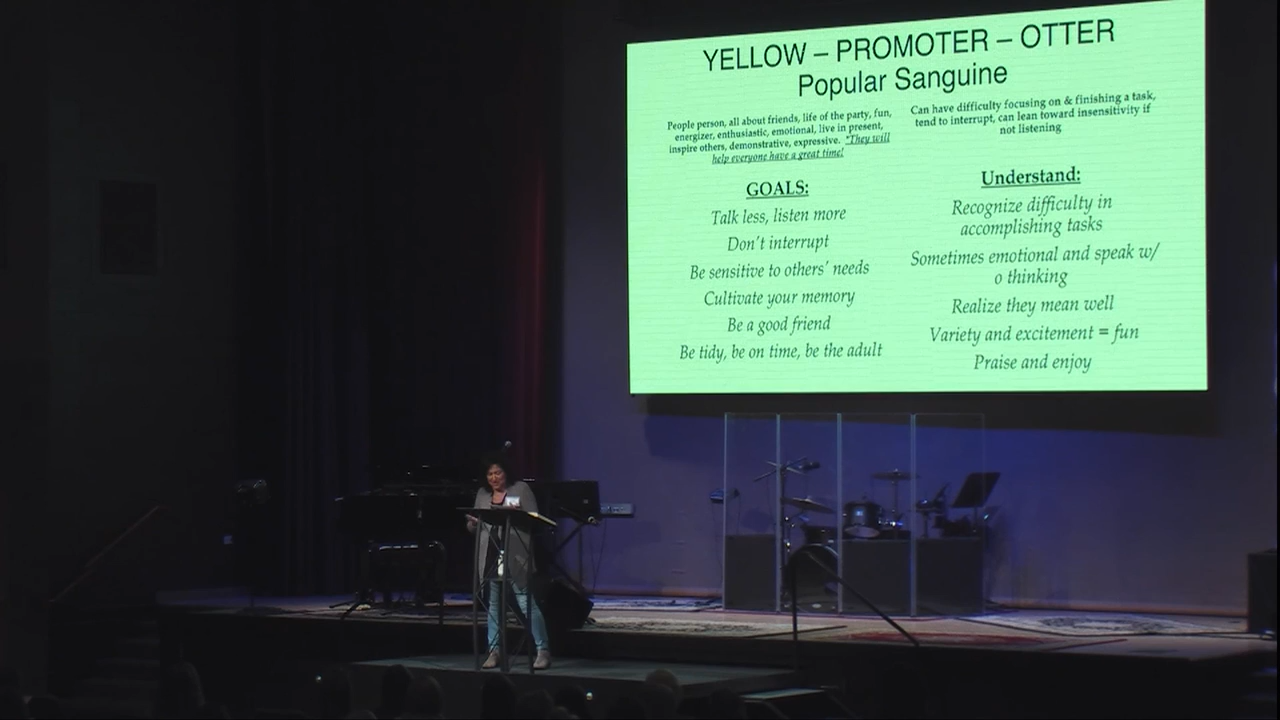 YELLOW – PROMOTER – OTTER
Popular Sanguine
People person, all about friends, life of the party, fun,
energizer, enthusiastic, emotional, live in present,
inspire others, demonstrative, expressive. *They will
help everyone have a great time!
GOALS:
Talk less, listen more
Don't interrupt
Be sensitive to others' needs
Cultivate your memory
Be a good friend
Be tidy, be on time, be the adult
Can have difficulty focusing on & finishing a task,
tend to interrupt, can lean toward insensitivity if
not listening
Understand:
Recognize difficulty in
accomplishing tasks
Sometimes emotional and speak w/
o thinking
Realize they mean well
Variety and excitement = fun
Praise and enjoy